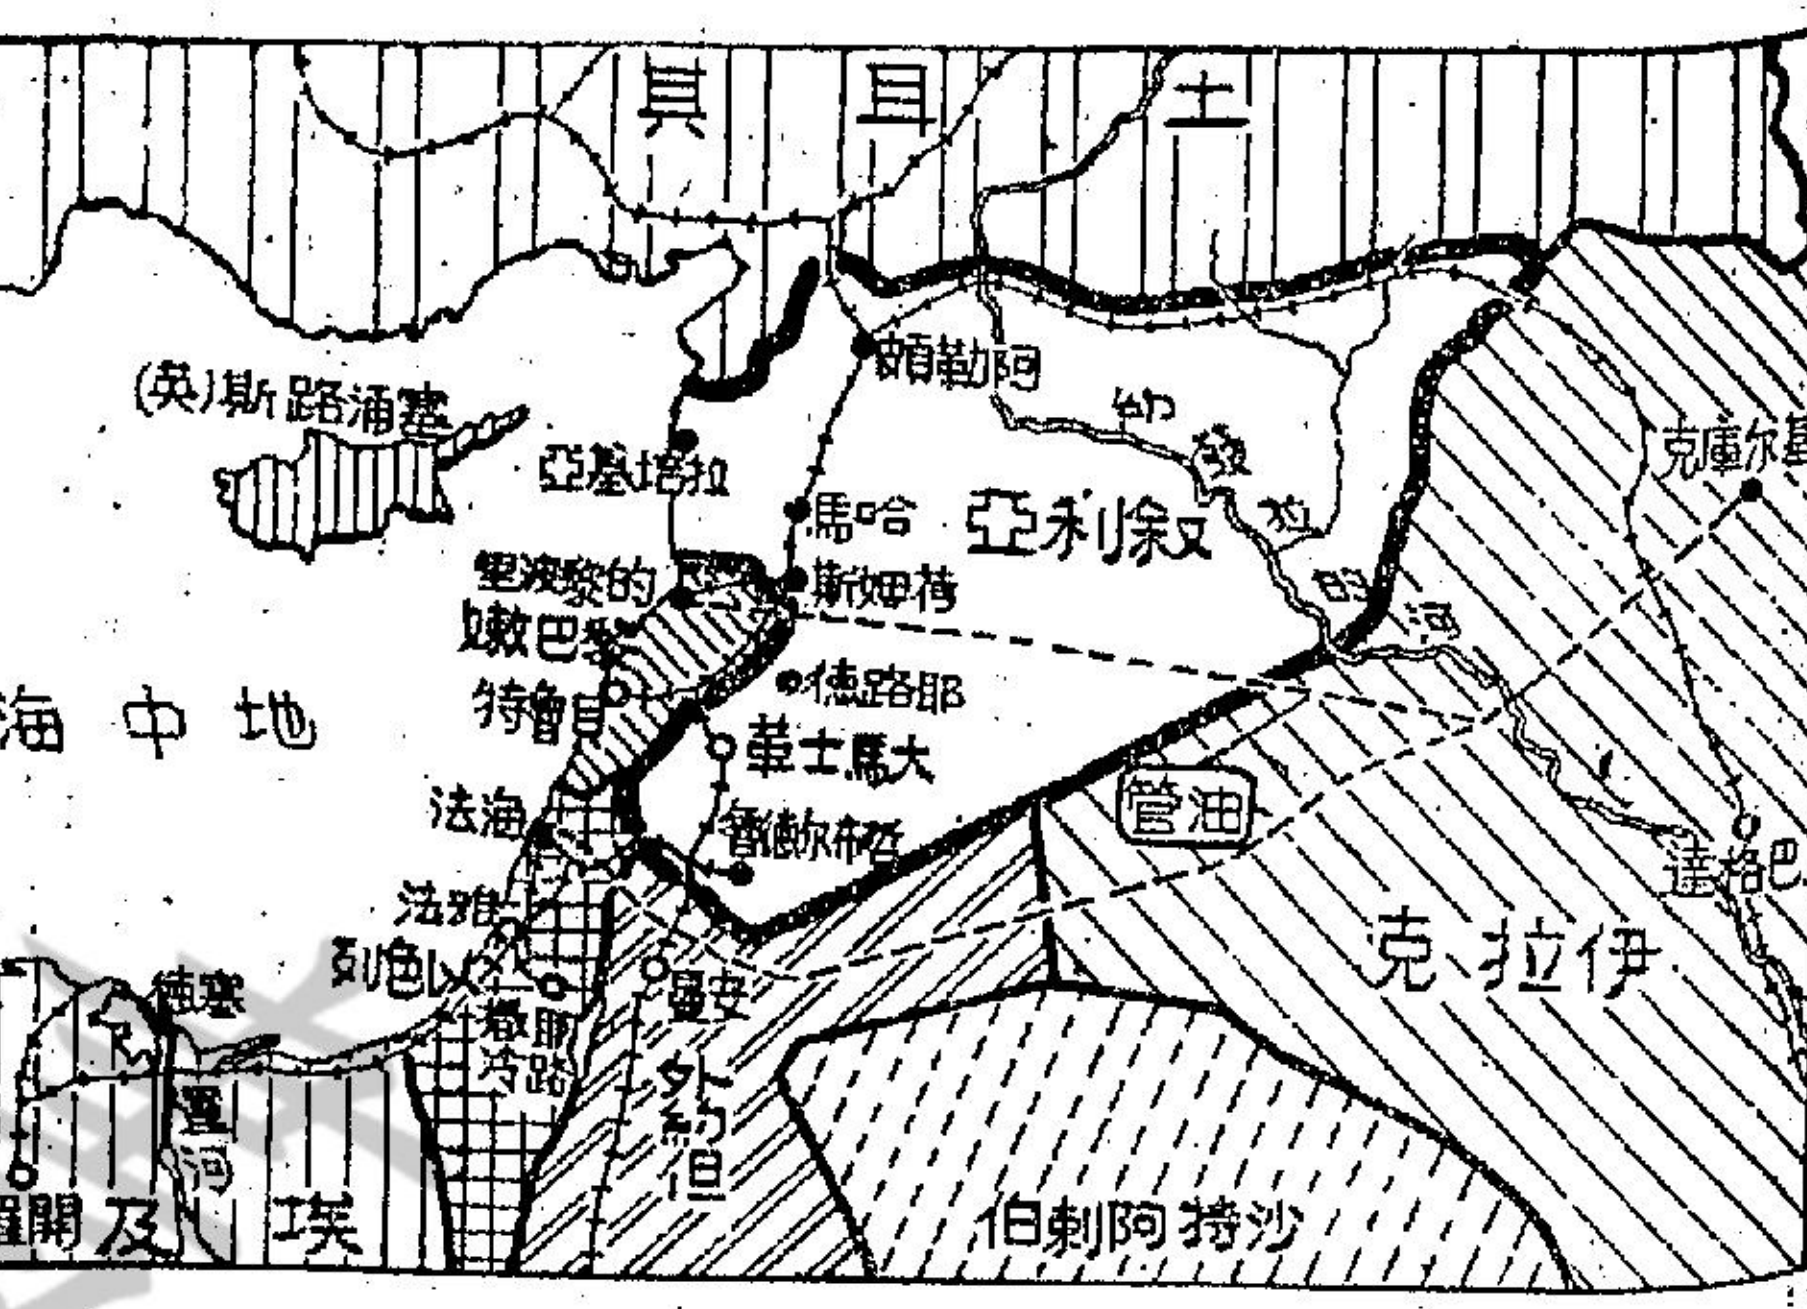 土耳其
阿勒頗
(英)斯路浦塞
拉塔基亞
幼發拉的河
克庫尔基
哈馬
敘利亞
荷姆斯
的黎波里
黎巴嫩
耶路德
貝魯特
地中海
大馬士革
油管
海法
雅法
巴格達
伊拉克
以色列
安曼
塞德
耶路撒冷
外約但
運河
埃及
開羅
沙特阿剌伯